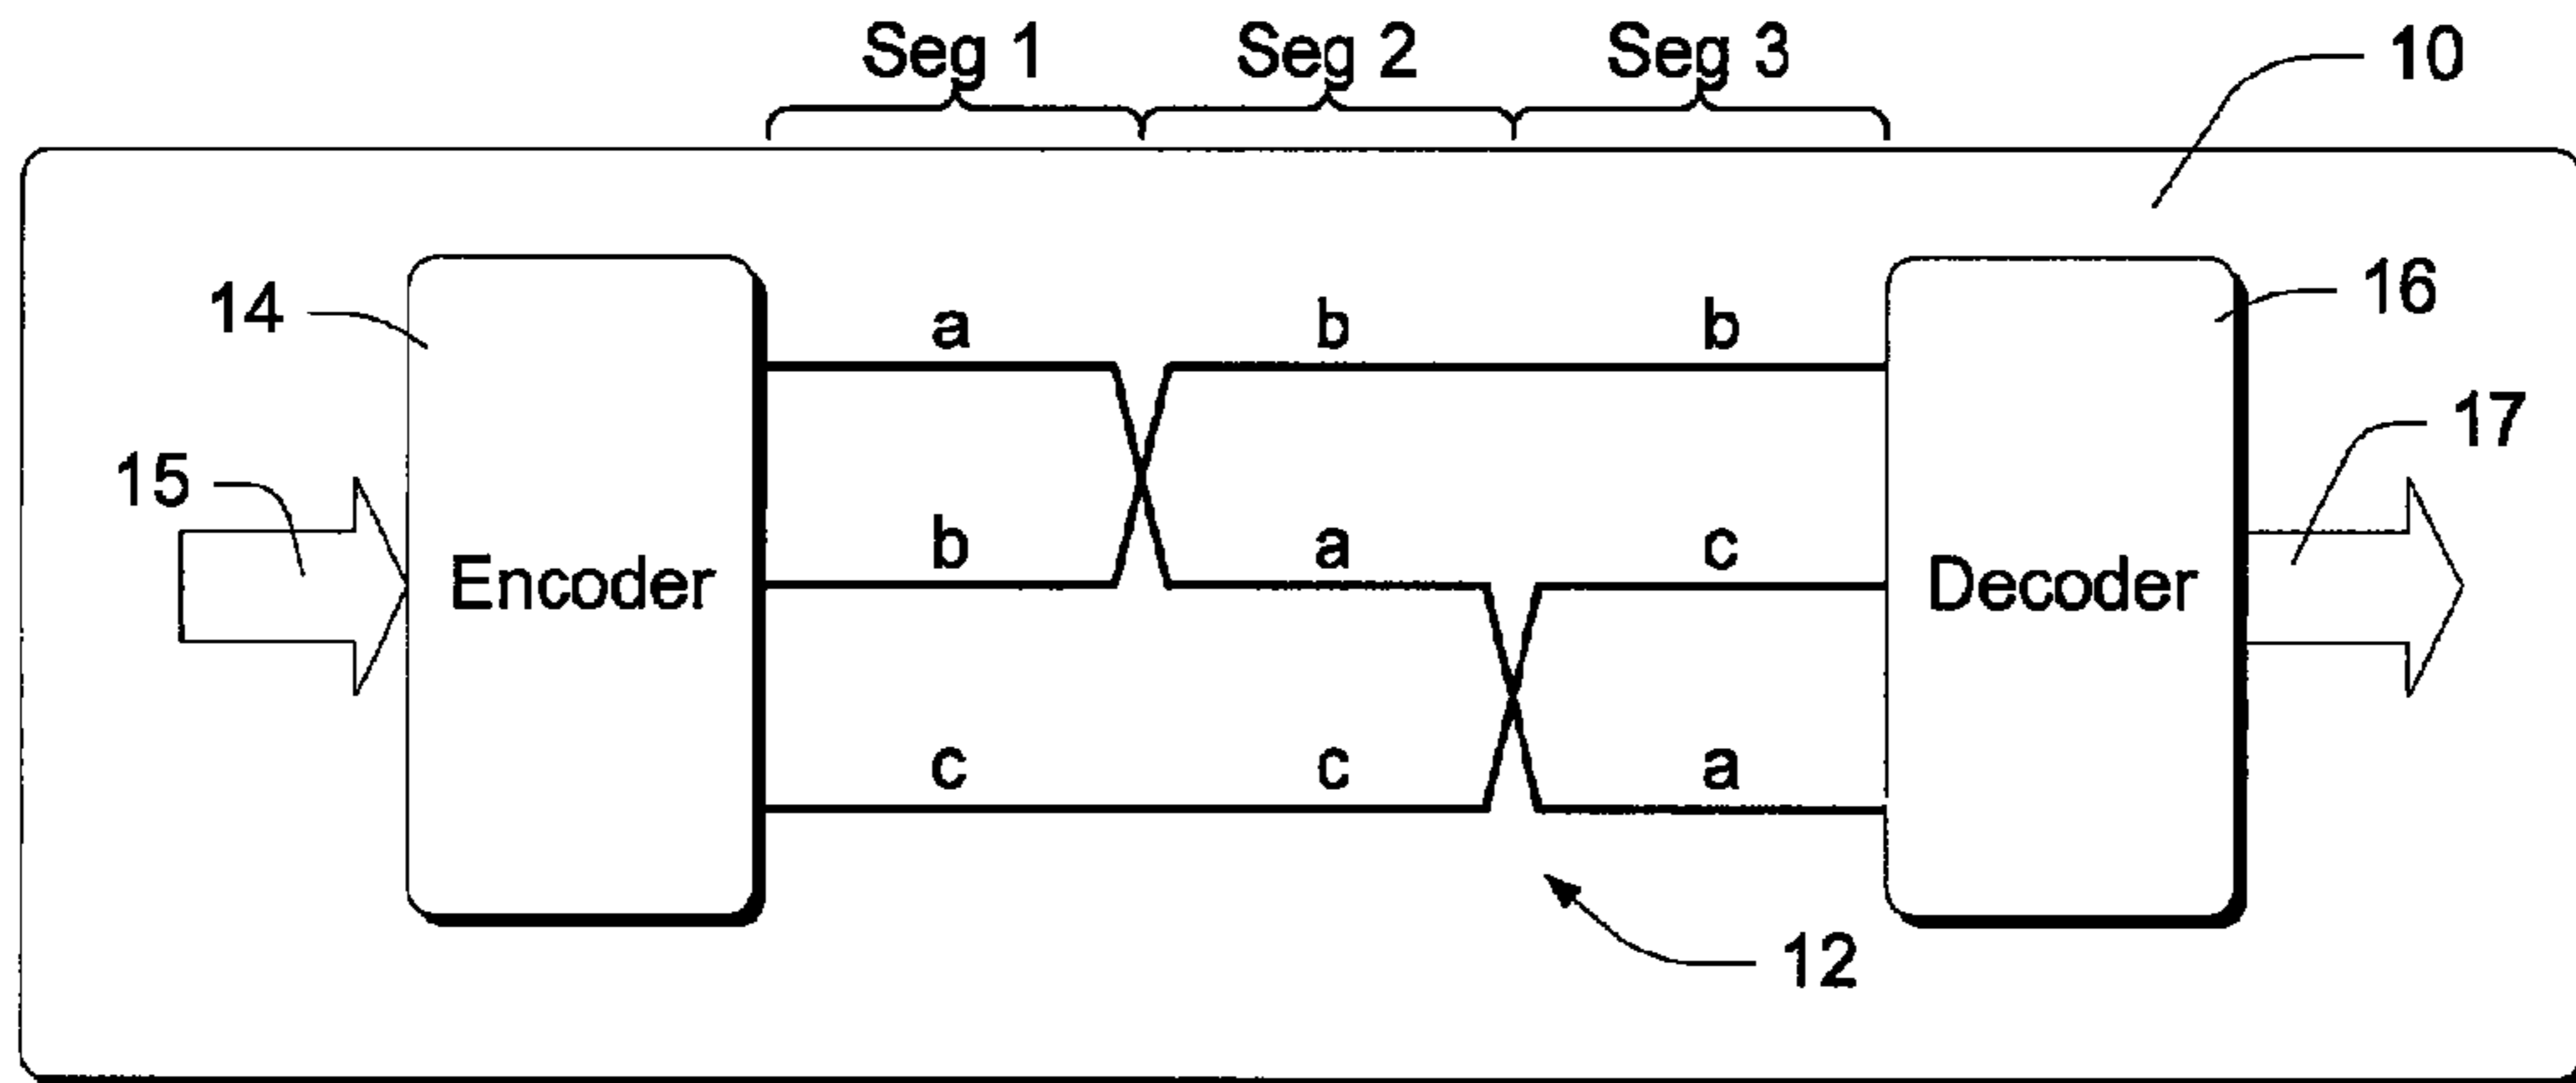 Seg 1 Seg 2 Seg 3
10
14 a b b 16
15 17
b a c
Encoder Decoder
c c a
12